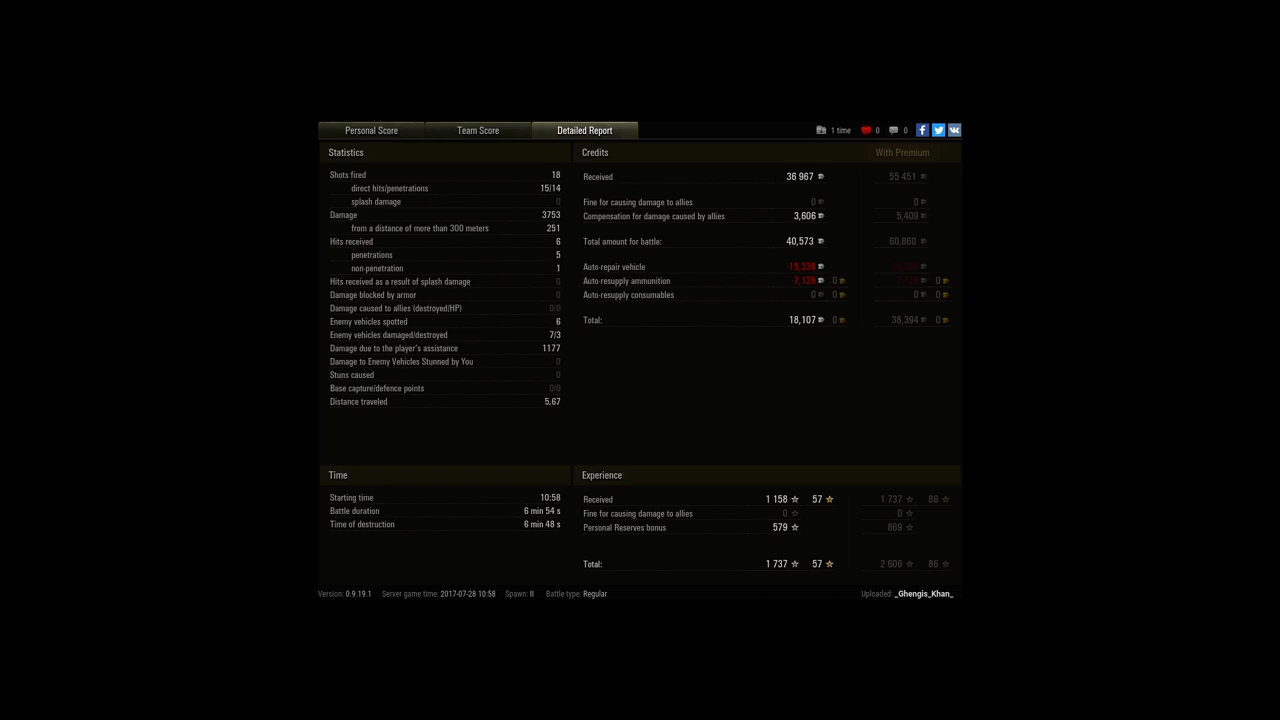 Personal Score Team Score Detailed Report 1 time 0 0
Statistics
Shots fired 18
direct hits/penetrations 15/14
splash damage 0
Damage 3753
from a distance of more than 300 meters 251
Hits received 6
penetrations 5
non-penetration 1
Hits received as a result of splash damage 0
Damage blocked by armor 0
Damage caused to allies (destroyed/HP) 0/0
Enemy vehicles spotted 6
Enemy vehicles damaged/destroyed 7/3
Damage due to the player's assistance 1177
Damage to Enemy Vehicles Stunned by You 0
Stuns caused 0
Base capture/defence points 0/0
Distance traveled 5,67
Credits With Premium
Received 36 967 55 451
Fine for causing damage to allies 0 0
Compensation for damage caused by allies 3,606 5,409
Total amount for battle: 40,573 60,860
Auto-repair vehicle -15,338
Auto-resupply ammunition -7,128 0 0
Auto-resupply consumables 0 0 0 0
Total: 18,107 0 38,394 0
Time
Starting time 10:58
Battle duration 6 min 54 s
Time of destruction 6 min 48 s
Experience
Received 1 158 57 1 737 86
Fine for causing damage to allies 0 0
Personal Reserves bonus 579 869
Total: 1 737 57 2 606 86
Version: 0.9.19.1 Server game time: 2017-07-28 10:58 Spawn: II Battle type: Regular Uploaded: _Ghengis_Khan_